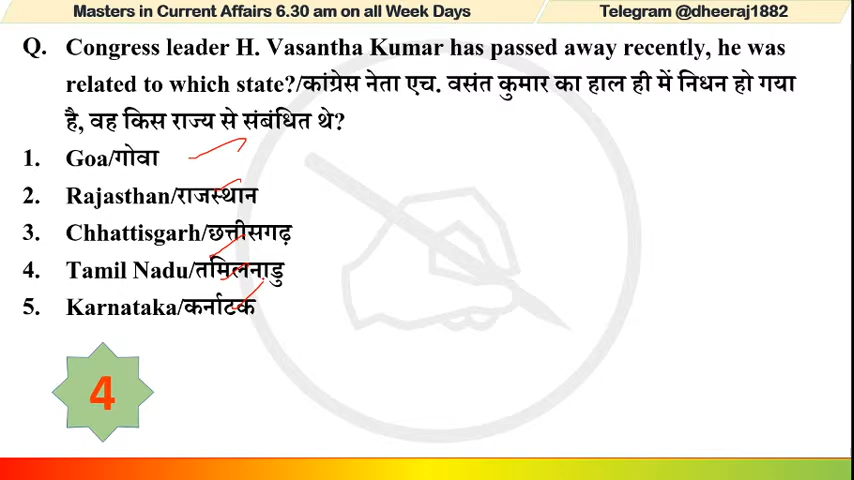 Masters in Current Affairs 6.30 am on all Week Days
Telegram @dheeraj1882
Q. Congress leader H. Vasantha Kumar has passed away recently, he was
related to which state?/कांग्रेस नेता एच. वसंत कुमार का हाल ही में निधन हो गया
है, वह किस राज्य से संबंधित थे?
1. Goa/गोवा
2. Rajasthan/राजस्थान
3. Chhattisgarh/छत्तीसगढ़
4. Tamil Nadu/तमिलनाडु
5. Karnataka/कर्नाटक
4